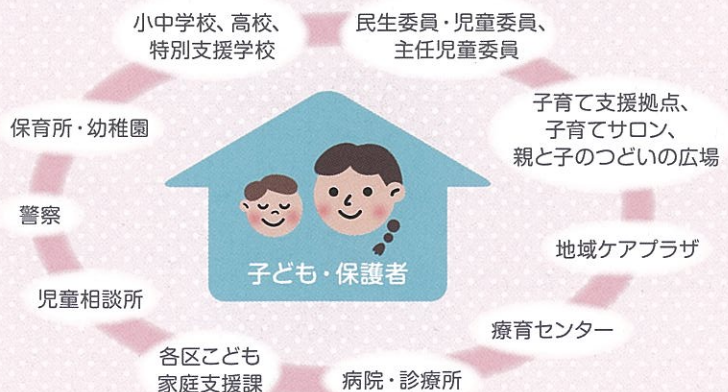 小中学校、高校、
特別支援学校
民生委員・児童委員、
主任児童委員
子育て支援拠点、
子育てサロン、
親と子のつどいの広場
地域ケアプラザ
療育センター
病院・診療所
各区こども
家庭支援課
児童相談所
警察
保育所・幼稚園
子ども・保護者